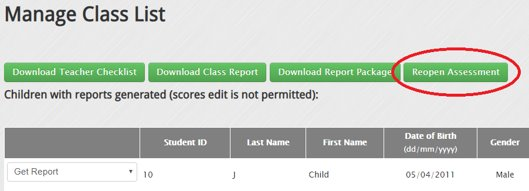 Manage Class List
Download Teacher Checklist Download Class Report Download Report Package Reopen Assessment
Children with reports generated (scores edit is not permitted):
Student ID Last Name First Name Date of Birth (dd/mm/yyyy) Gender
Get Report 10 J Child 05/04/2011 Male